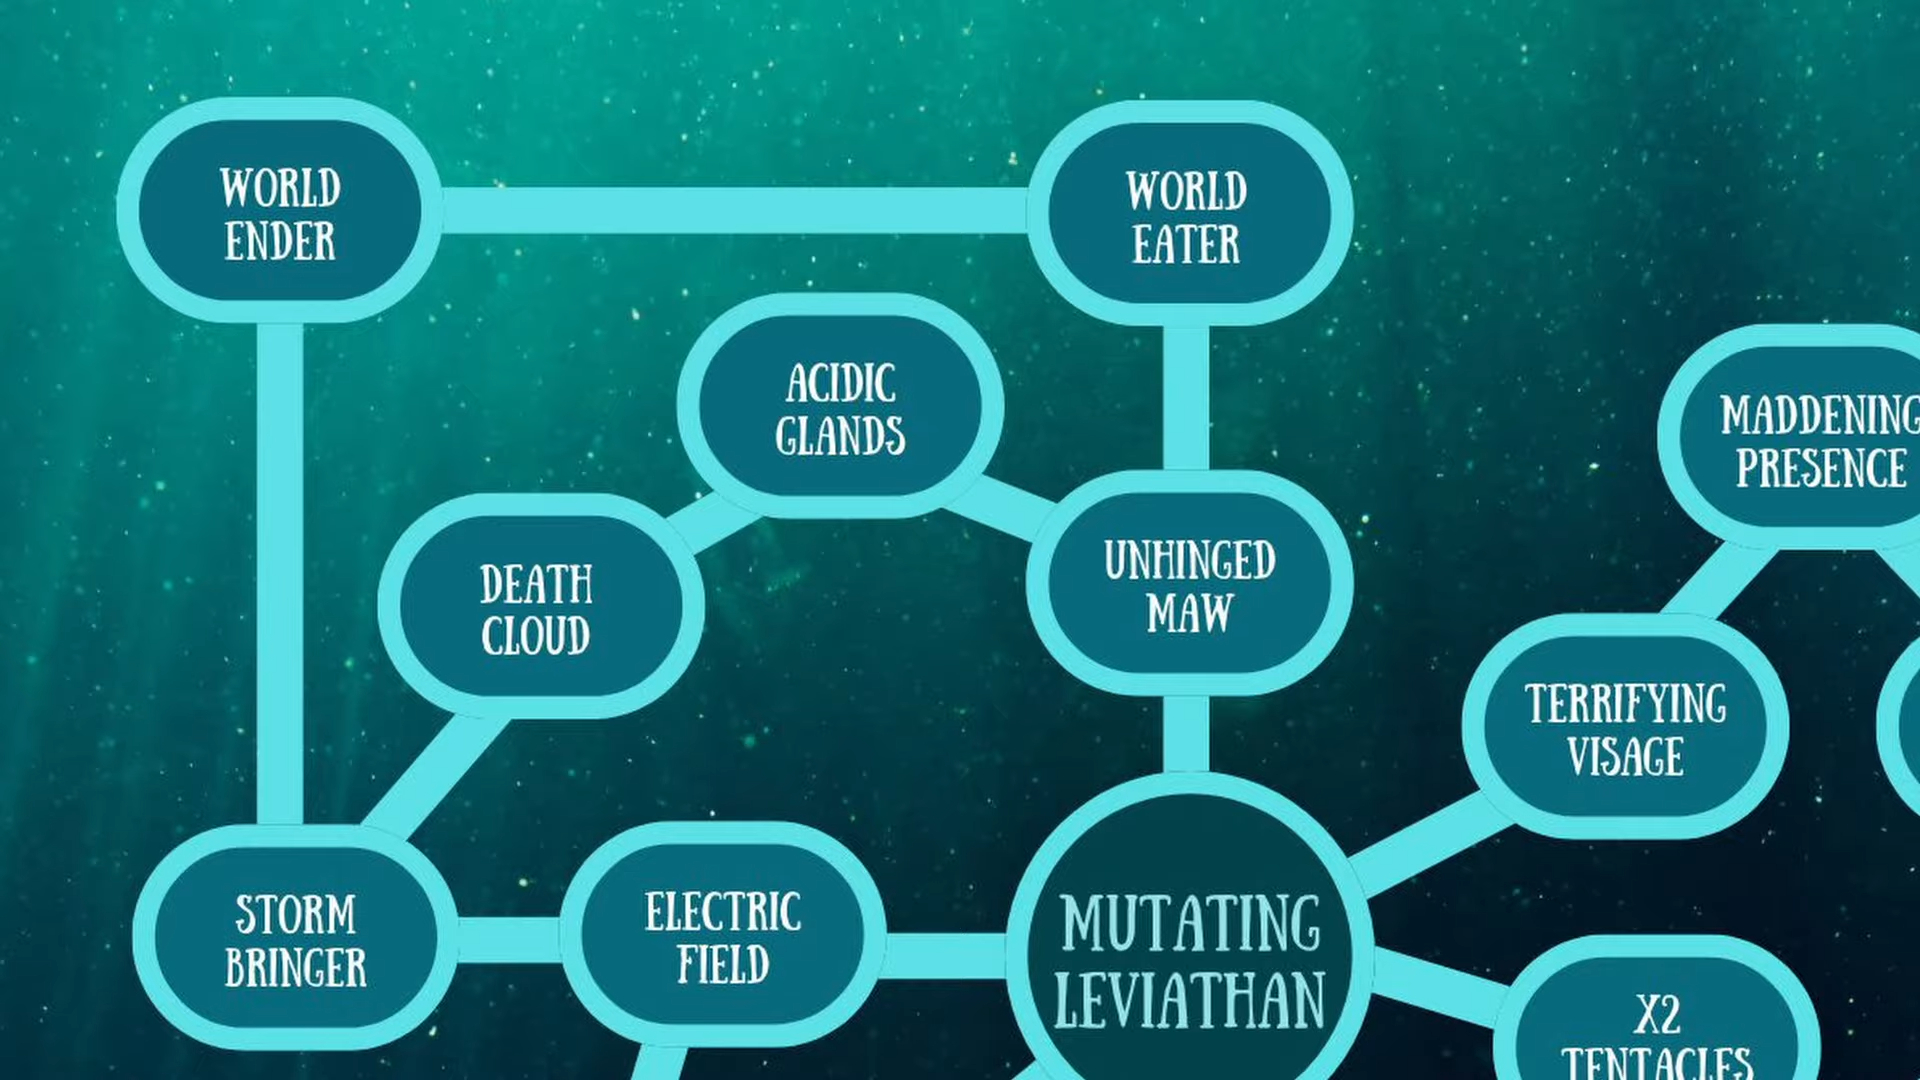 WORLD
ENDER
WORLD
EATER
ACIDIC
GLANDS
MADDENING
PRESENCE
DEATH
CLOUD
UNHINGED
MAW
TERRIFYING
VISAGE
STORM
BRINGER
ELECTRIC
FIELD
MUTATING
LEVIATHAN
X2
TENTACLES